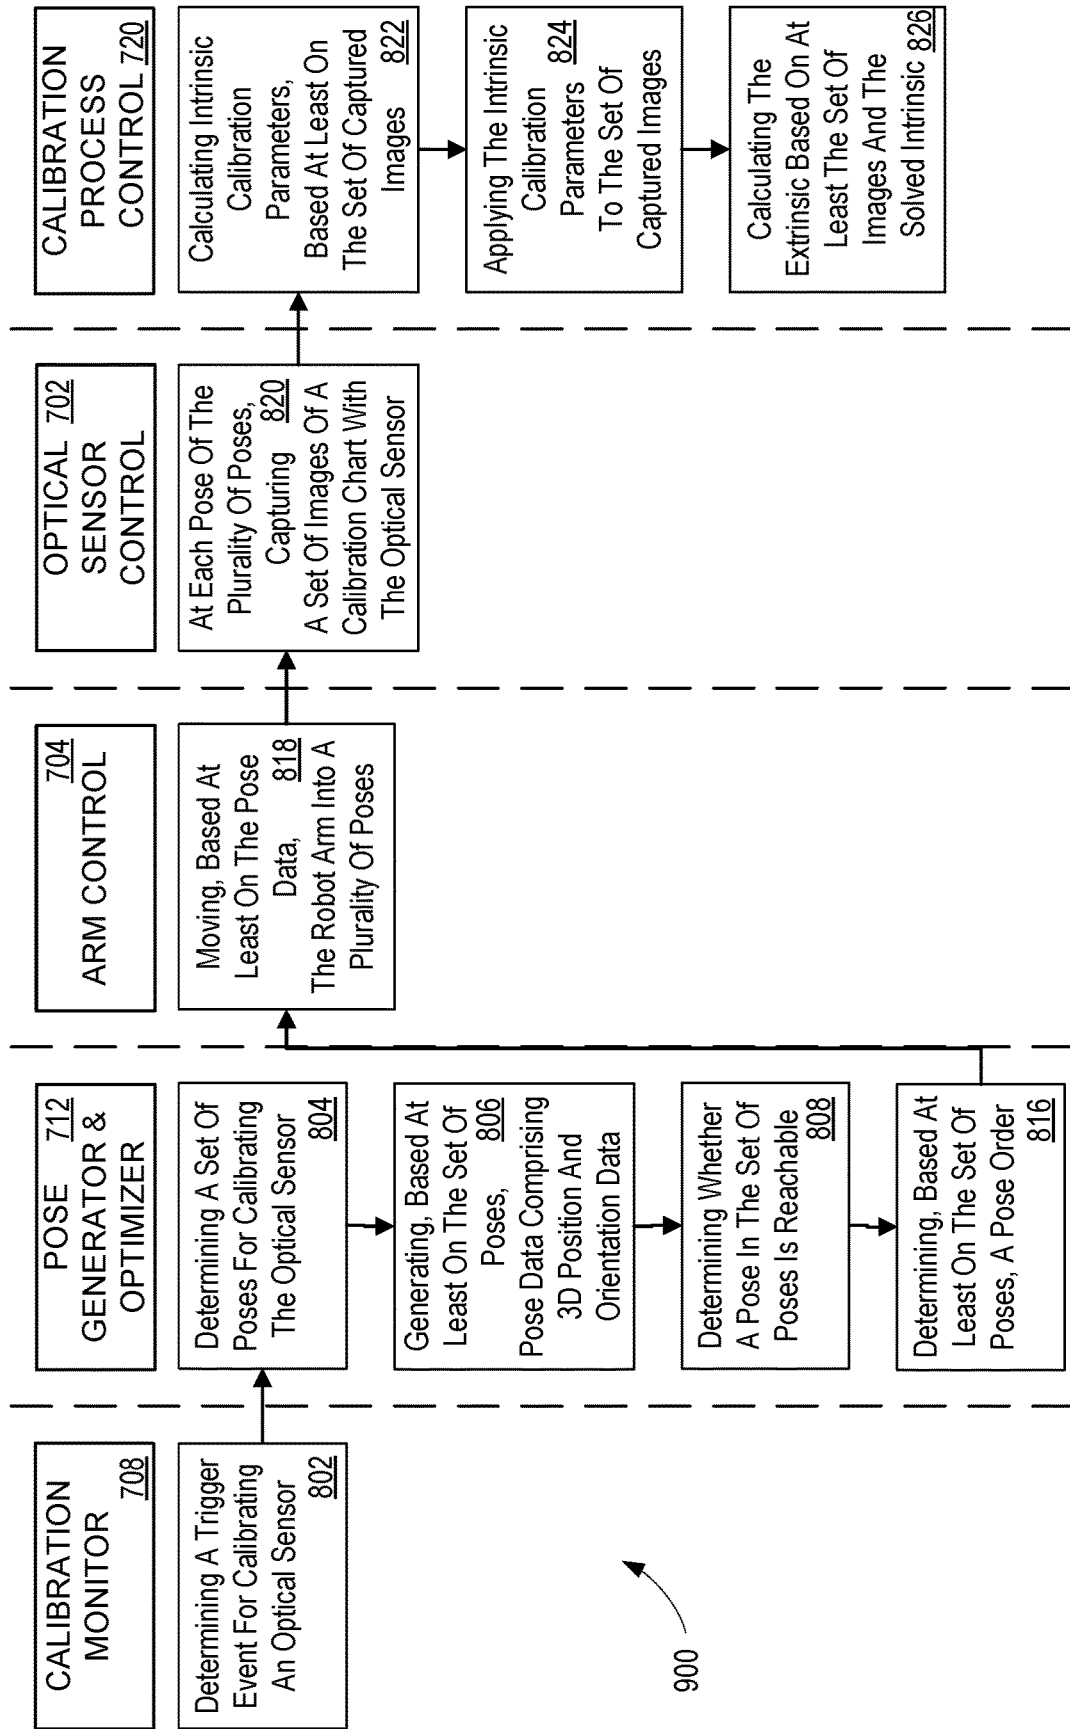 CALIBRATION
MONITOR
708
Determining A Trigger
Event For Calibrating
An Optical Sensor
802
POSE 712
GENERATOR &
OPTIMIZER
Determining A Set Of
Poses For Calibrating
The Optical Sensor
804
Generating, Based At
Least On The Set Of
Poses, 806
Pose Data Comprising
3D Position And
Orientation Data
Determining Whether
A Pose In The Set Of
Poses Is Reachable
808
Determining, Based At
Least On The Set Of
Poses, A Pose Order
816
704
ARM CONTROL
Moving, Based At
Least On The Pose
Data, 818
The Robot Arm Into A
Plurality Of Poses
OPTICAL 702
SENSOR
CONTROL
At Each Pose Of The
Plurality Of Poses,
Capturing 820
A Set Of Images Of A
Calibration Chart With
The Optical Sensor
CALIBRATION
PROCESS
CONTROL 720
Calculating Intrinsic
Calibration
Parameters,
Based At Least On
The Set Of Captured
Images 822
Applying The Intrinsic
Calibration
Parameters 824
To The Set Of
Captured Images
Calculating The
Extrinsic Based On At
Least The Set Of
Images And The
Solved Intrinsic 826
900